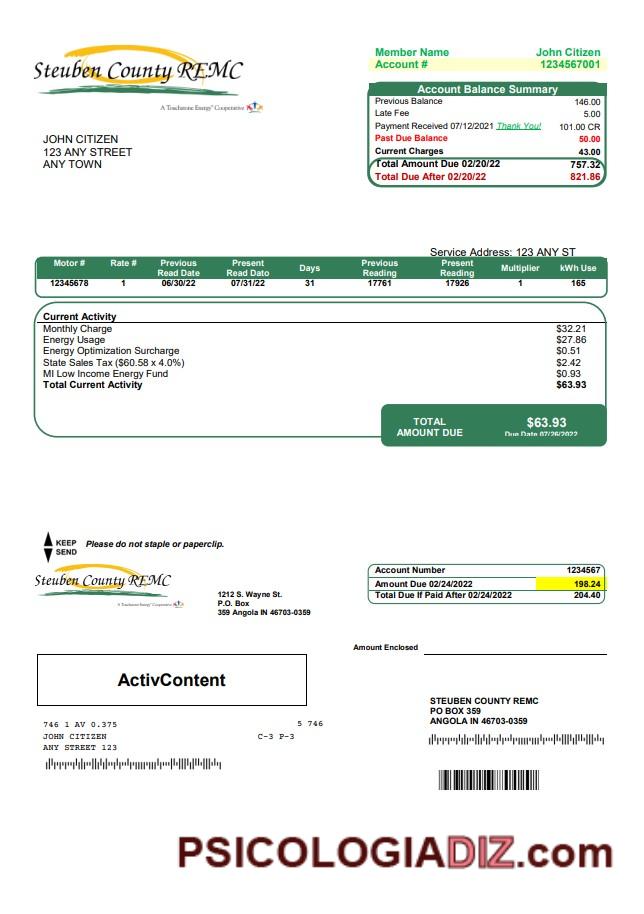 Steuben County REMC
A Touchstone Energy® Cooperative
Member Name John Citizen
Account # 1234567001
Account Balance Summary
Previous Balance 146.00
Late Fee 5.00
Payment Received 07/12/2021 Thank You! 101.00 CR
Past Due Balance 50.00
Current Charges 43.00
Total Amount Due 02/20/22 757.32
Total Due After 02/20/22 821.86
JOHN CITIZEN
123 ANY STREET
ANY TOWN
Service Address: 123 ANY ST
Motor # Rate # Previous Read Date Present Read Dato Days Previous Reading Present Reading Multiplier kWh Use
12345678 1 06/30/22 07/31/22 31 17761 17926 1 165
Current Activity
Monthly Charge $32.21
Energy Usage $27.86
Energy Optimization Surcharge $0.51
State Sales Tax ($60.58 x 4.0%) $2.42
MI Low Income Energy Fund $0.93
Total Current Activity $63.93
TOTAL AMOUNT DUE $63.93
Due Date 07/26/2022
KEEP
SEND
Please do not staple or paperclip.
Steuben County REMC
A Touchstone Energy® Cooperative
1212 S. Wayne St.
P.O. Box
359 Angola IN 46703-0359
Account Number 1234567
Amount Due 02/24/2022 198.24
Total Due If Paid After 02/24/2022 204.40
Amount Enclosed
ActivContent
746 1 AV 0.375 5 746
JOHN CITIZEN C-3 P-3
ANY STREET 123
STEUBEN COUNTY REMC
PO BOX 359
ANGOLA IN 46703-0359
PSICOLOGIADIZ.com